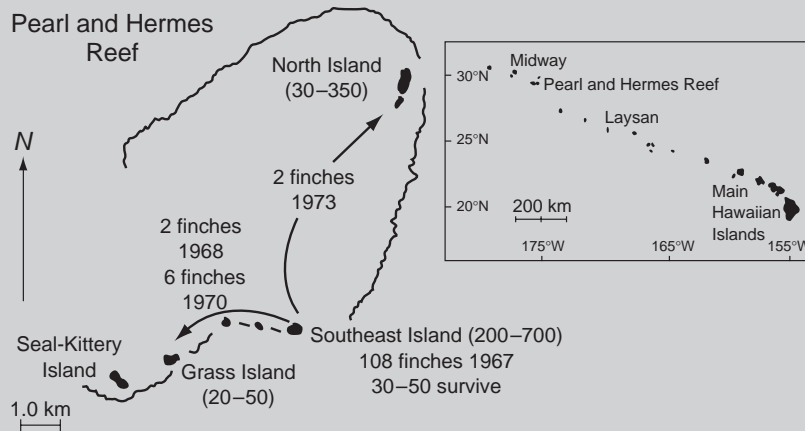 Pearl and Hermes
Reef
North Island
(30–350)
N
2 finches
1973
2 finches
1968
6 finches
1970
Southeast Island (200–700)
108 finches 1967
30–50 survive
Seal-Kittery
Island
Grass Island
(20–50)
1.0 km
Midway
30°N
Pearl and Hermes Reef
Laysan
25°N
Main
Hawaiian
Islands
20°N
200 km
175°W
165°W
155°W